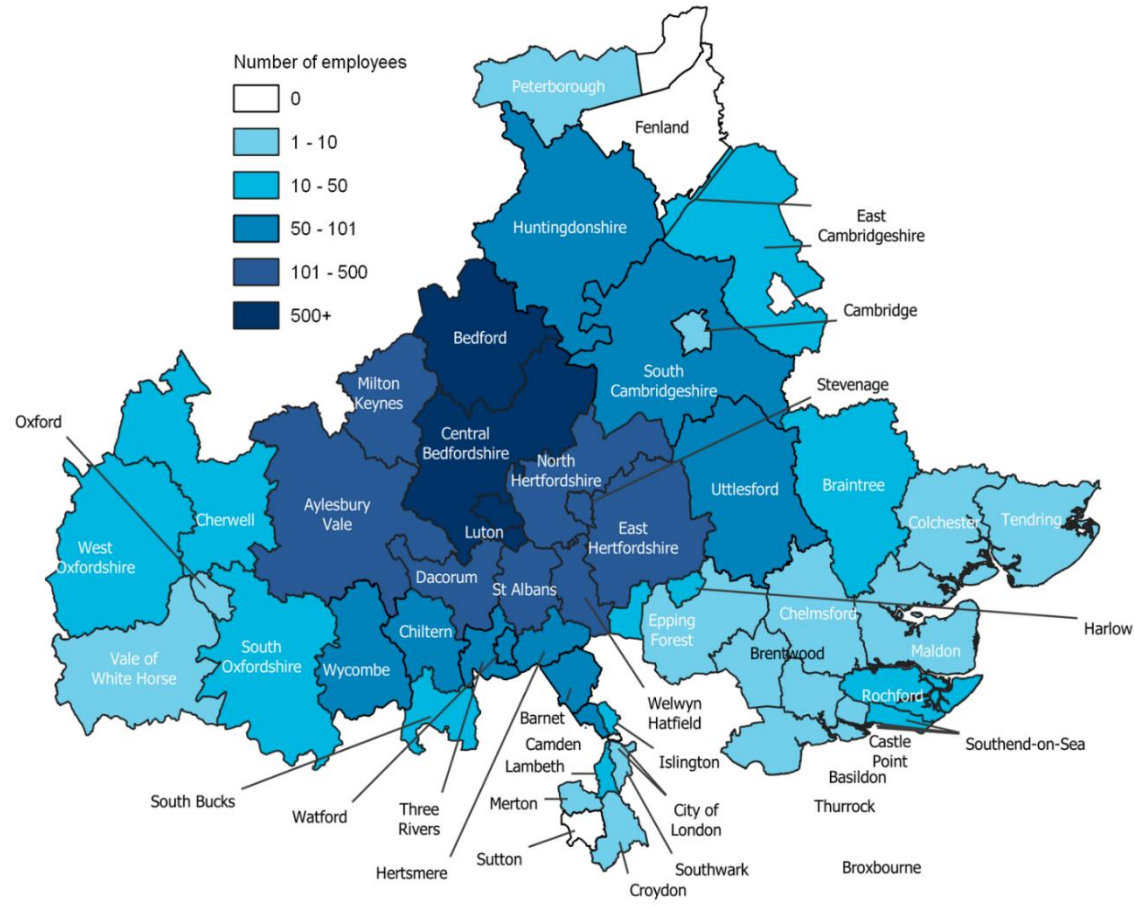 Number of employees
0
1 - 10
10 - 50
50 - 101
101 - 500
500+
Peterborough
Fenland
Huntingdonshire
East
Cambridgeshire
Cambridge
Bedford
South
Cambridgeshire
Stevenage
Milton
Keynes
Oxford
Central
Bedfordshire
North
Hertfordshire
Uttlesford
Braintree
Aylesbury
Vale
Cherwell
Colchester
Tendring
Luton
East
Hertfordshire
West
Oxfordshire
Dacorum
St Albans
Chelmsford
Epping
Forest
Harlow
Chiltern
South
Oxfordshire
Vale of
White Horse
Wycombe
Brentwood
Maldon
Rochford
Welwyn
Hatfield
Barnet
Camden
Islington
Lambeth
Castle
Point
Southend-on-Sea
Basildon
South Bucks
Watford
Three
Rivers
Merton
City of
London
Thurrock
Sutton
Hertsmere
Southwark
Croydon
Broxbourne